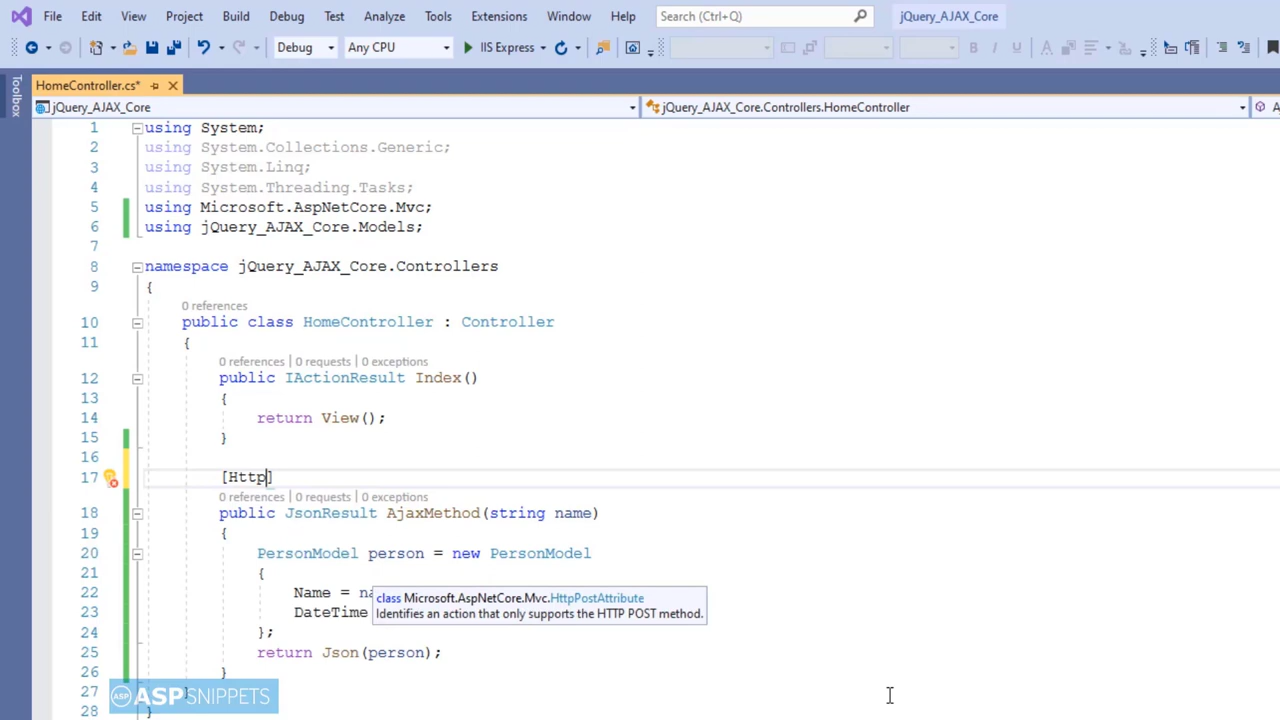 File Edit View Project Build Debug Test Analyze Tools Extensions Window Help Search (Ctrl+Q) jQuery_AJAX_Core
Debug Any CPU IIS Express B I U A
HomeController.cs*
Toolbox
jQuery_AJAX_Core jQuery_AJAX_Core.Controllers.HomeController
1 using System;
2 using System.Collections.Generic;
3 using System.Linq;
4 using System.Threading.Tasks;
5 using Microsoft.AspNetCore.Mvc;
6 using jQuery_AJAX_Core.Models;
7
8 namespace jQuery_AJAX_Core.Controllers
9 {
0 references
10 public class HomeController : Controller
11 {
0 references | 0 requests | 0 exceptions
12 public IActionResult Index()
13 {
14 return View();
15 }
16
17 [Http]
0 references | 0 requests | 0 exceptions
18 public JsonResult AjaxMethod(string name)
19 {
20 PersonModel person = new PersonModel
21 {
22 Name = na
class Microsoft.AspNetCore.Mvc.HttpPostAttribute
23 DateTime
Identifies an action that only supports the HTTP POST method.
24 };
25 return Json(person);
26 }
27 }
ASP ASPSNIPPETS
28 }